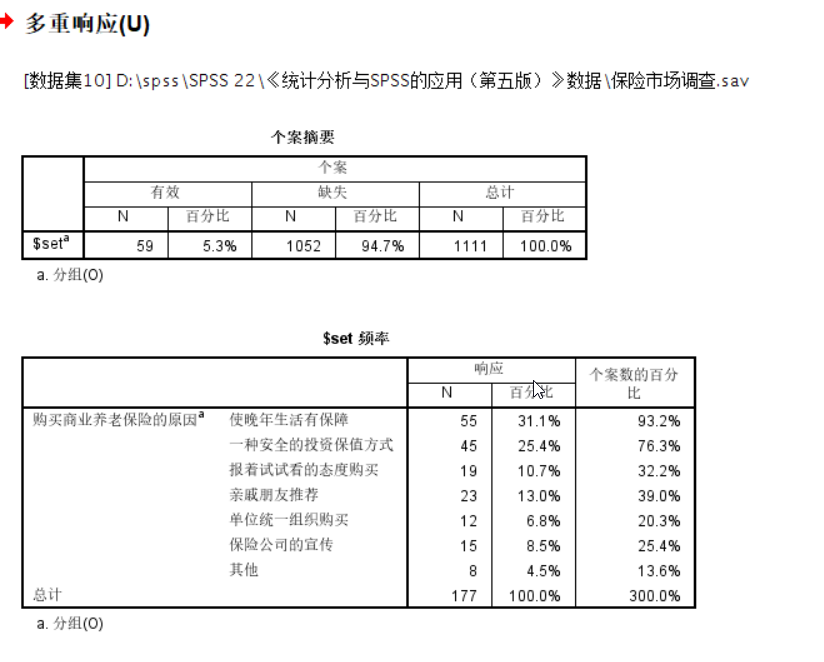 多重响应(U)
[数据集10] D:\spss\SPSS 22\《统计分析与SPSS的应用（第五版）》数据\保险市场调查.sav
个案摘要
个案
有效 缺失 总计
N 百分比 N 百分比 N 百分比
$setᵃ 59 5.3% 1052 94.7% 1111 100.0%
a. 分组(O)
$set 频率
响应 个案数的百分比
N 百分比
购买商业养老保险的原因ᵃ 使晚年生活有保障 55 31.1% 93.2%
一种安全的投资保值方式 45 25.4% 76.3%
报着试试看的态度购买 19 10.7% 32.2%
亲戚朋友推荐 23 13.0% 39.0%
单位统一组织购买 12 6.8% 20.3%
保险公司的宣传 15 8.5% 25.4%
其他 8 4.5% 13.6%
总计 177 100.0% 300.0%
a. 分组(O)